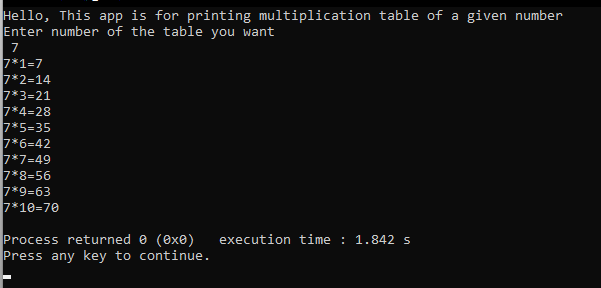 Hello, This app is for printing multiplication table of a given number
Enter number of the table you want
 7
7*1=7
7*2=14
7*3=21
7*4=28
7*5=35
7*6=42
7*7=49
7*8=56
7*9=63
7*10=70

Process returned 0 (0x0)   execution time : 1.842 s
Press any key to continue.